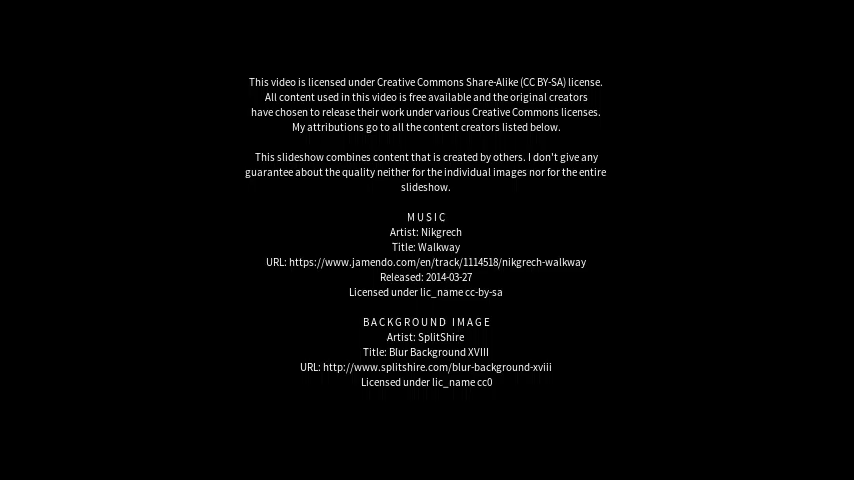 This video is licensed under Creative Commons Share-Alike (CC BY-SA) license.
All content used in this video is free available and the original creators
have chosen to release their work under various Creative Commons licenses.
My attributions go to all the content creators listed below.
This slideshow combines content that is created by others. I don't give any
guarantee about the quality neither for the individual images nor for the entire
slideshow.
MUSIC
Artist: Nikgrech
Title: Walkway
URL: https://www.jamendo.com/en/track/1114518/nikgrech-walkway
Released: 2014-03-27
Licensed under lic_name cc-by-sa
BACKGROUND IMAGE
Artist: SplitShire
Title: Blur Background XVIII
URL: http://www.splitshire.com/blur-background-xviii
Licensed under lic_name cc0